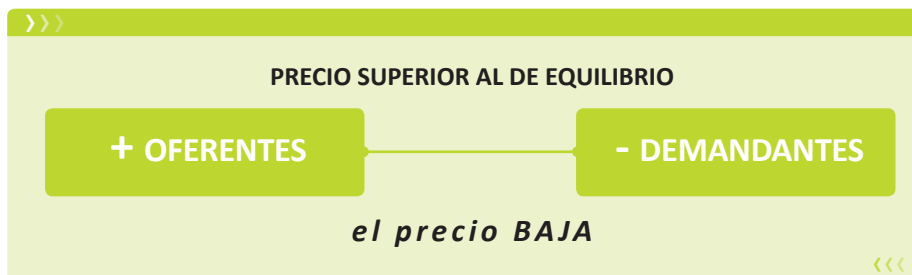 PRECIO SUPERIOR AL DE EQUILIBRIO
+ OFERENTES
- DEMANDANTES
el precio BAJA